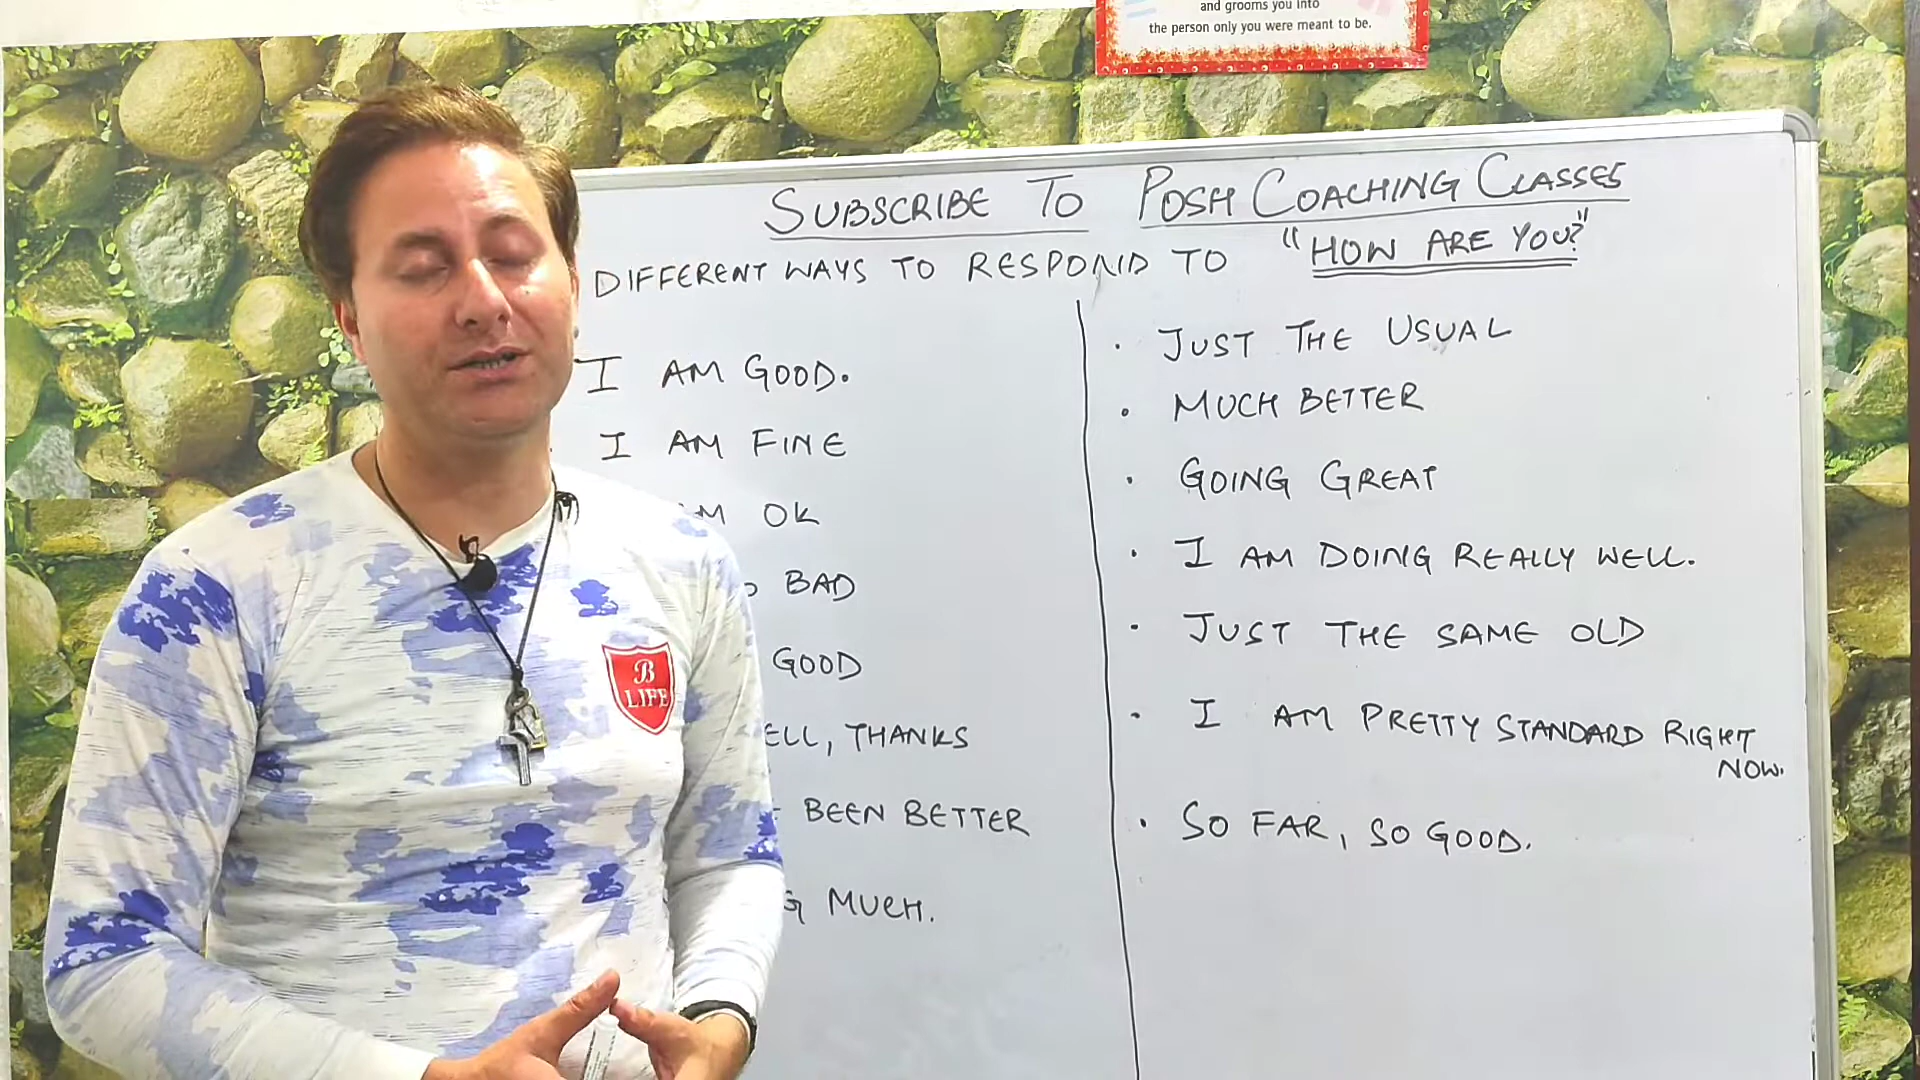 and grooms you into
the person only you were meant to be.
SUBSCRIBE TO POSH COACHING CLASSES
DIFFERENT WAYS TO RESPOND TO "HOW ARE YOU?"
I AM GOOD.
I AM FINE
M OK
BAD
GOOD
ELL, THANKS
BEEN BETTER
G MUCH.
· JUST THE USUAL
· MUCH BETTER
· GOING GREAT
· I AM DOING REALLY WELL.
· JUST THE SAME OLD
· I AM PRETTY STANDARD RIGHT
NOW.
· SO FAR, SO GOOD.
B
LIFE